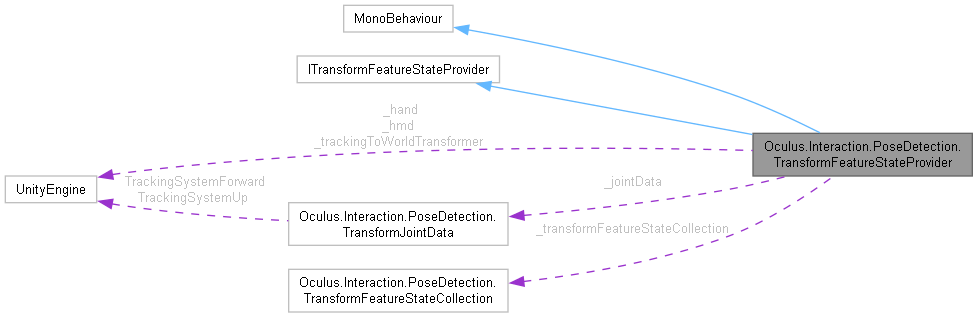 MonoBehaviour
ITransformFeatureStateProvider
_hand
_hmd
_trackingToWorldTransformer
Oculus.Interaction.PoseDetection.
TransformFeatureStateProvider
UnityEngine
TrackingSystemForward
TrackingSystemUp
_jointData
Oculus.Interaction.PoseDetection.
TransformJointData
_transformFeatureStateCollection
Oculus.Interaction.PoseDetection.
TransformFeatureStateCollection